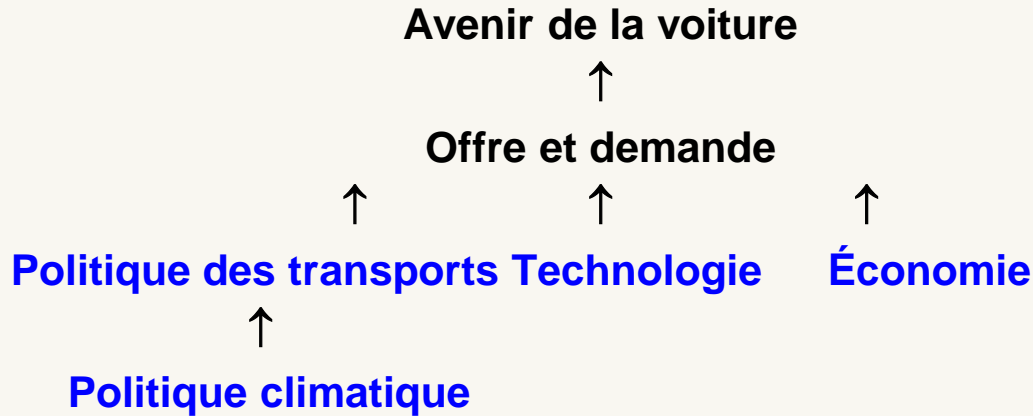 Avenir de la voiture
↑
Offre et demande
↑ ↑ ↑
Politique des transports Technologie Économie
↑
Politique climatique